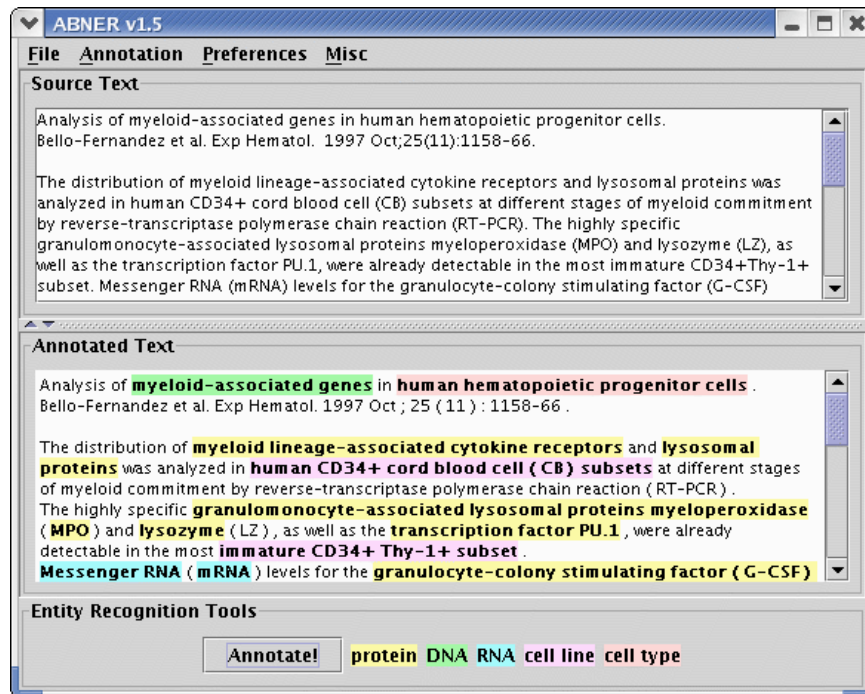 ABNER v1.5
File Annotation Preferences Misc
Source Text
Analysis of myeloid-associated genes in human hematopoietic progenitor cells.
Bello-Fernandez et al. Exp Hematol. 1997 Oct;25(11):1158-66.
The distribution of myeloid lineage-associated cytokine receptors and lysosomal proteins was
analyzed in human CD34+ cord blood cell (CB) subsets at different stages of myeloid commitment
by reverse-transcriptase polymerase chain reaction (RT-PCR). The highly specific
granulomonocyte-associated lysosomal proteins myeloperoxidase (MPO) and lysozyme (LZ), as
well as the transcription factor PU.1, were already detectable in the most immature CD34+Thy-1+
subset. Messenger RNA (mRNA) levels for the granulocyte-colony stimulating factor (G-CSF)
Annotated Text
Analysis of myeloid-associated genes in human hematopoietic progenitor cells .
Bello-Fernandez et al. Exp Hematol. 1997 Oct ; 25 ( 11 ) : 1158-66 .
The distribution of myeloid lineage-associated cytokine receptors and lysosomal
proteins was analyzed in human CD34+ cord blood cell ( CB) subsets at different stages
of myeloid commitment by reverse-transcriptase polymerase chain reaction ( RT-PCR ) .
The highly specific granulomonocyte-associated lysosomal proteins myeloperoxidase
( MPO ) and lysozyme ( LZ ) , as well as the transcription factor PU.1 , were already
detectable in the most immature CD34+ Thy-1+ subset .
Messenger RNA ( mRNA ) levels for the granulocyte-colony stimulating factor ( G-CSF)
Entity Recognition Tools
Annotate! protein DNA RNA cell line cell type